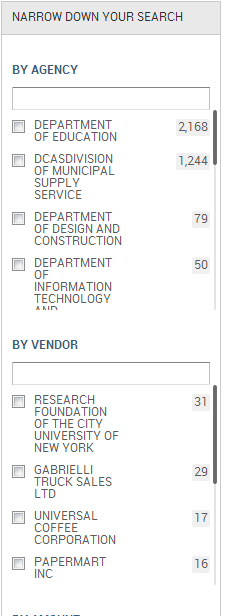 NARROW DOWN YOUR SEARCH
BY AGENCY
DEPARTMENT 2,168
OF EDUCATION
DCASDIVISION 1,244
OF MUNICIPAL
SUPPLY
SERVICE
DEPARTMENT 79
OF DESIGN AND
CONSTRUCTION
DEPARTMENT 50
OF
INFORMATION
TECHNOLOGY
AND
BY VENDOR
RESEARCH 31
FOUNDATION
OF THE CITY
UNIVERSITY OF
NEW YORK
GABRIELLI 29
TRUCK SALES
LTD
UNIVERSAL 17
COFFEE
CORPORATION
PAPERMART 16
INC
BY AMOUNT